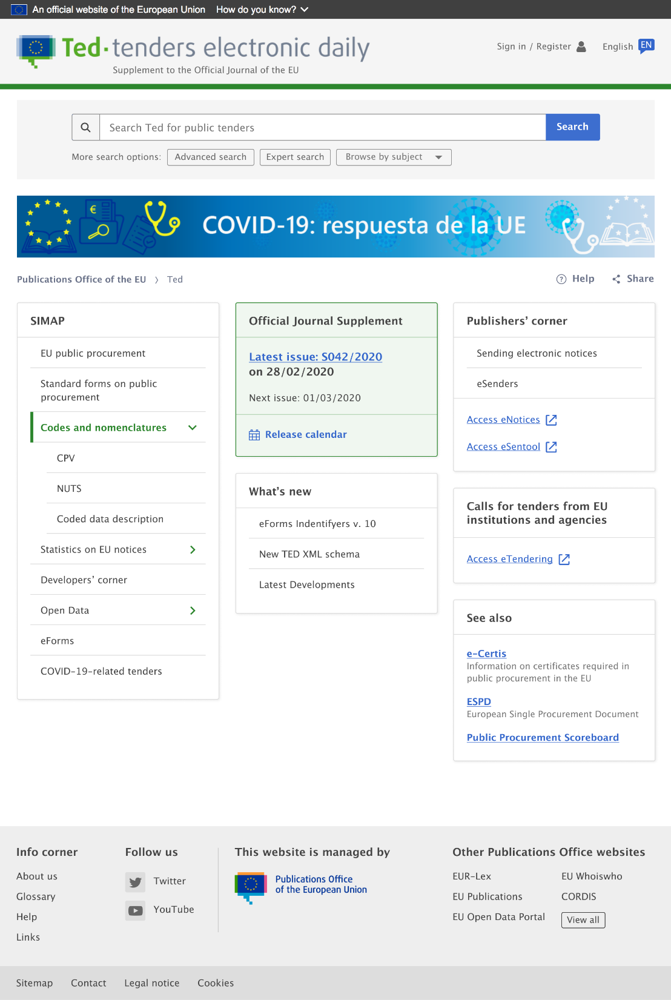 An official website of the European Union How do you know?
Ted tenders electronic daily
Supplement to the Official Journal of the EU
Sign in / Register
English EN
Search Ted for public tenders
Search
More search options: Advanced search Expert search Browse by subject
€
COVID-19: respuesta de la UE
Publications Office of the EU Ted
? Help Share
SIMAP
EU public procurement
Standard forms on public
procurement
Codes and nomenclatures
CPV
NUTS
Coded data description
Statistics on EU notices
Developers’ corner
Open Data
eForms
COVID-19-related tenders
Official Journal Supplement
Latest issue: S042/2020
on 28/02/2020
Next issue: 01/03/2020
Release calendar
What’s new
eForms Indentifyers v. 10
New TED XML schema
Latest Developments
Publishers’ corner
Sending electronic notices
eSenders
Access eNotices
Access eSentool
Calls for tenders from EU
institutions and agencies
Access eTendering
See also
e-Certis
Information on certificates required in
public procurement in the EU
ESPD
European Single Procurement Document
Public Procurement Scoreboard
Info corner
About us
Glossary
Help
Links
Follow us
Twitter
YouTube
This website is managed by
Publications Office
of the European Union
Other Publications Office websites
EUR-Lex
EU Publications
EU Open Data Portal
EU Whoiswho
CORDIS
View all
Sitemap Contact Legal notice Cookies